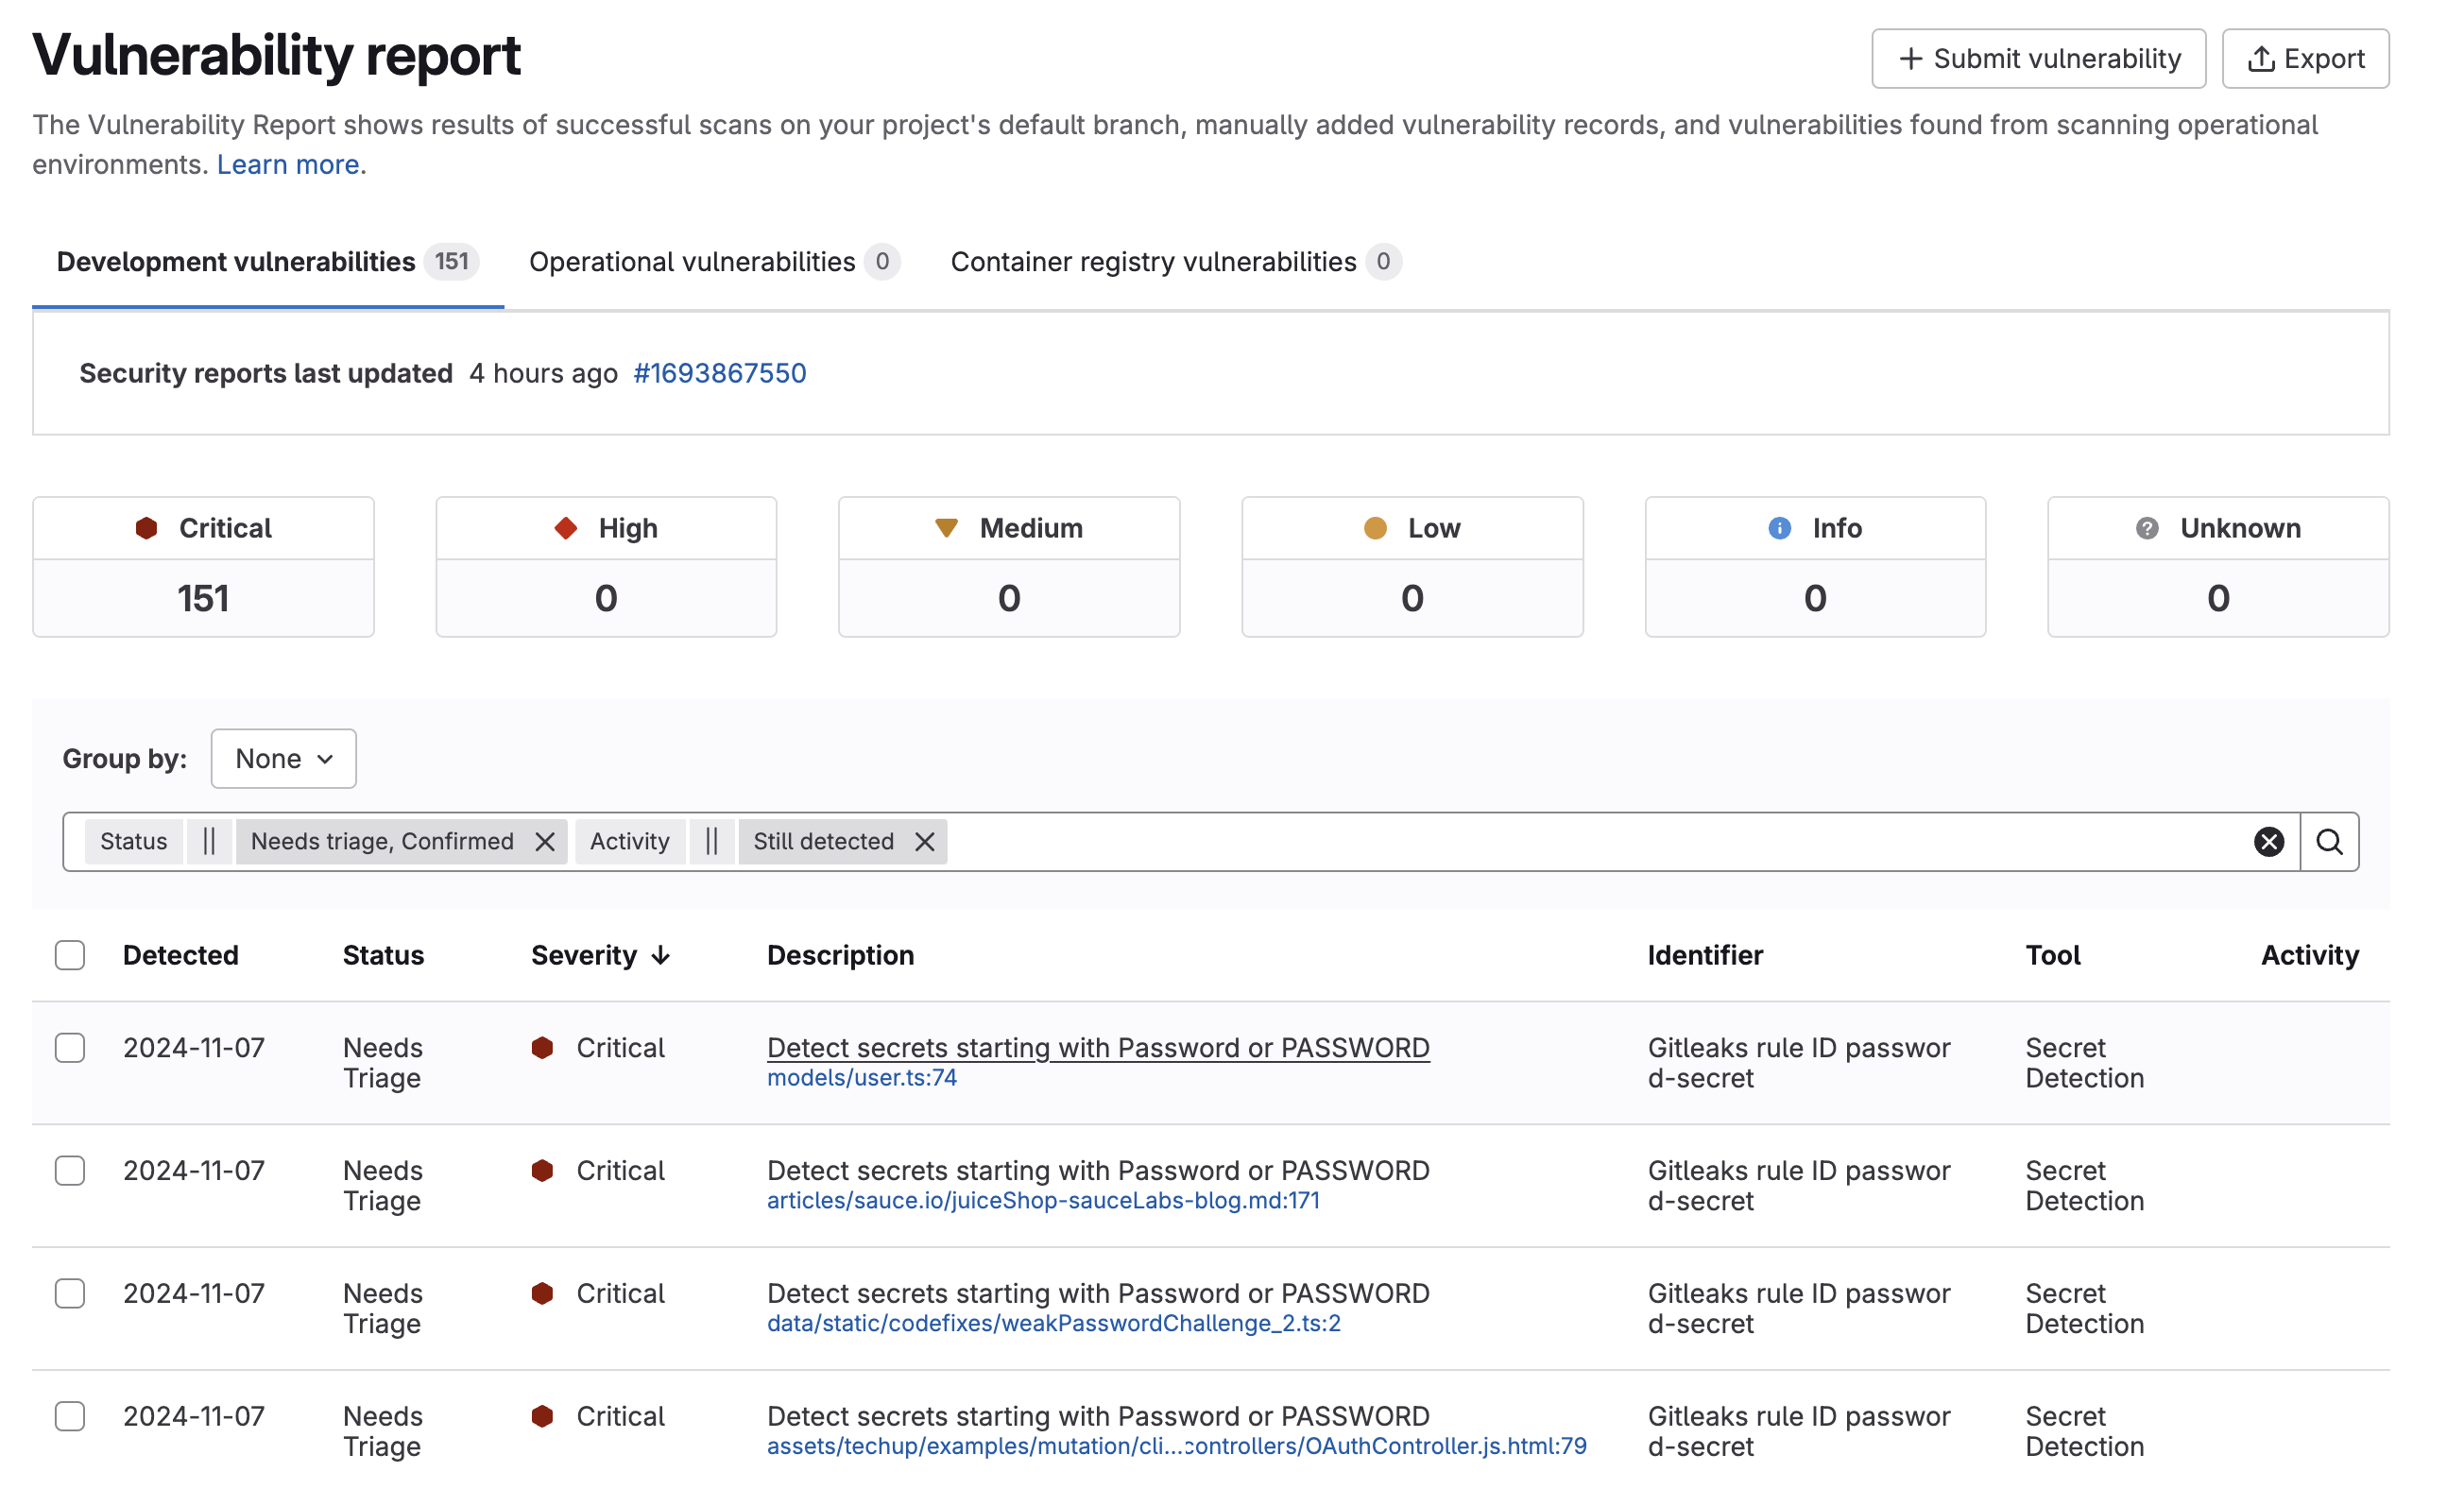 Vulnerability report
Submit vulnerability
Export
The Vulnerability Report shows results of successful scans on your project's default branch, manually added vulnerability records, and vulnerabilities found from scanning operational
environments. Learn more.
Development vulnerabilities 151
Operational vulnerabilities 0
Container registry vulnerabilities 0
Security reports last updated 4 hours ago #1693867550
Critical
151
High
0
Medium
0
Low
0
Info
0
Unknown
0
Group by: None
Status || Needs triage, Confirmed Activity || Still detected
Detected Status Severity Description Identifier Tool Activity
2024-11-07 Needs Critical Detect secrets starting with Password or PASSWORD Gitleaks rule ID passwor Secret
Triage models/user.ts:74 d-secret Detection
2024-11-07 Needs Critical Detect secrets starting with Password or PASSWORD Gitleaks rule ID passwor Secret
Triage articles/sauce.io/juiceShop-sauceLabs-blog.md:171 d-secret Detection
2024-11-07 Needs Critical Detect secrets starting with Password or PASSWORD Gitleaks rule ID passwor Secret
Triage data/static/codefixes/weakPasswordChallenge_2.ts:2 d-secret Detection
2024-11-07 Needs Critical Detect secrets starting with Password or PASSWORD Gitleaks rule ID passwor Secret
Triage assets/techup/examples/mutation/cli...controllers/OAuthController.js.html:79 d-secret Detection